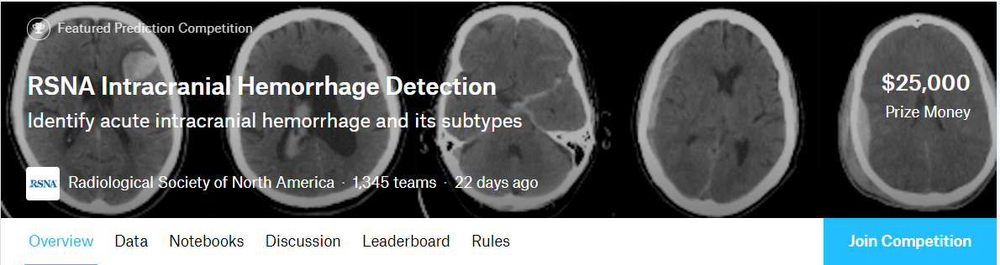 Featured Prediction Competition
RSNA Intracranial Hemorrhage Detection
$25,000
Identify acute intracranial hemorrhage and its subtypes
Prize Money
RSNA Radiological Society of North America · 1,345 teams · 22 days ago
Overview Data Notebooks Discussion Leaderboard Rules Join Competition